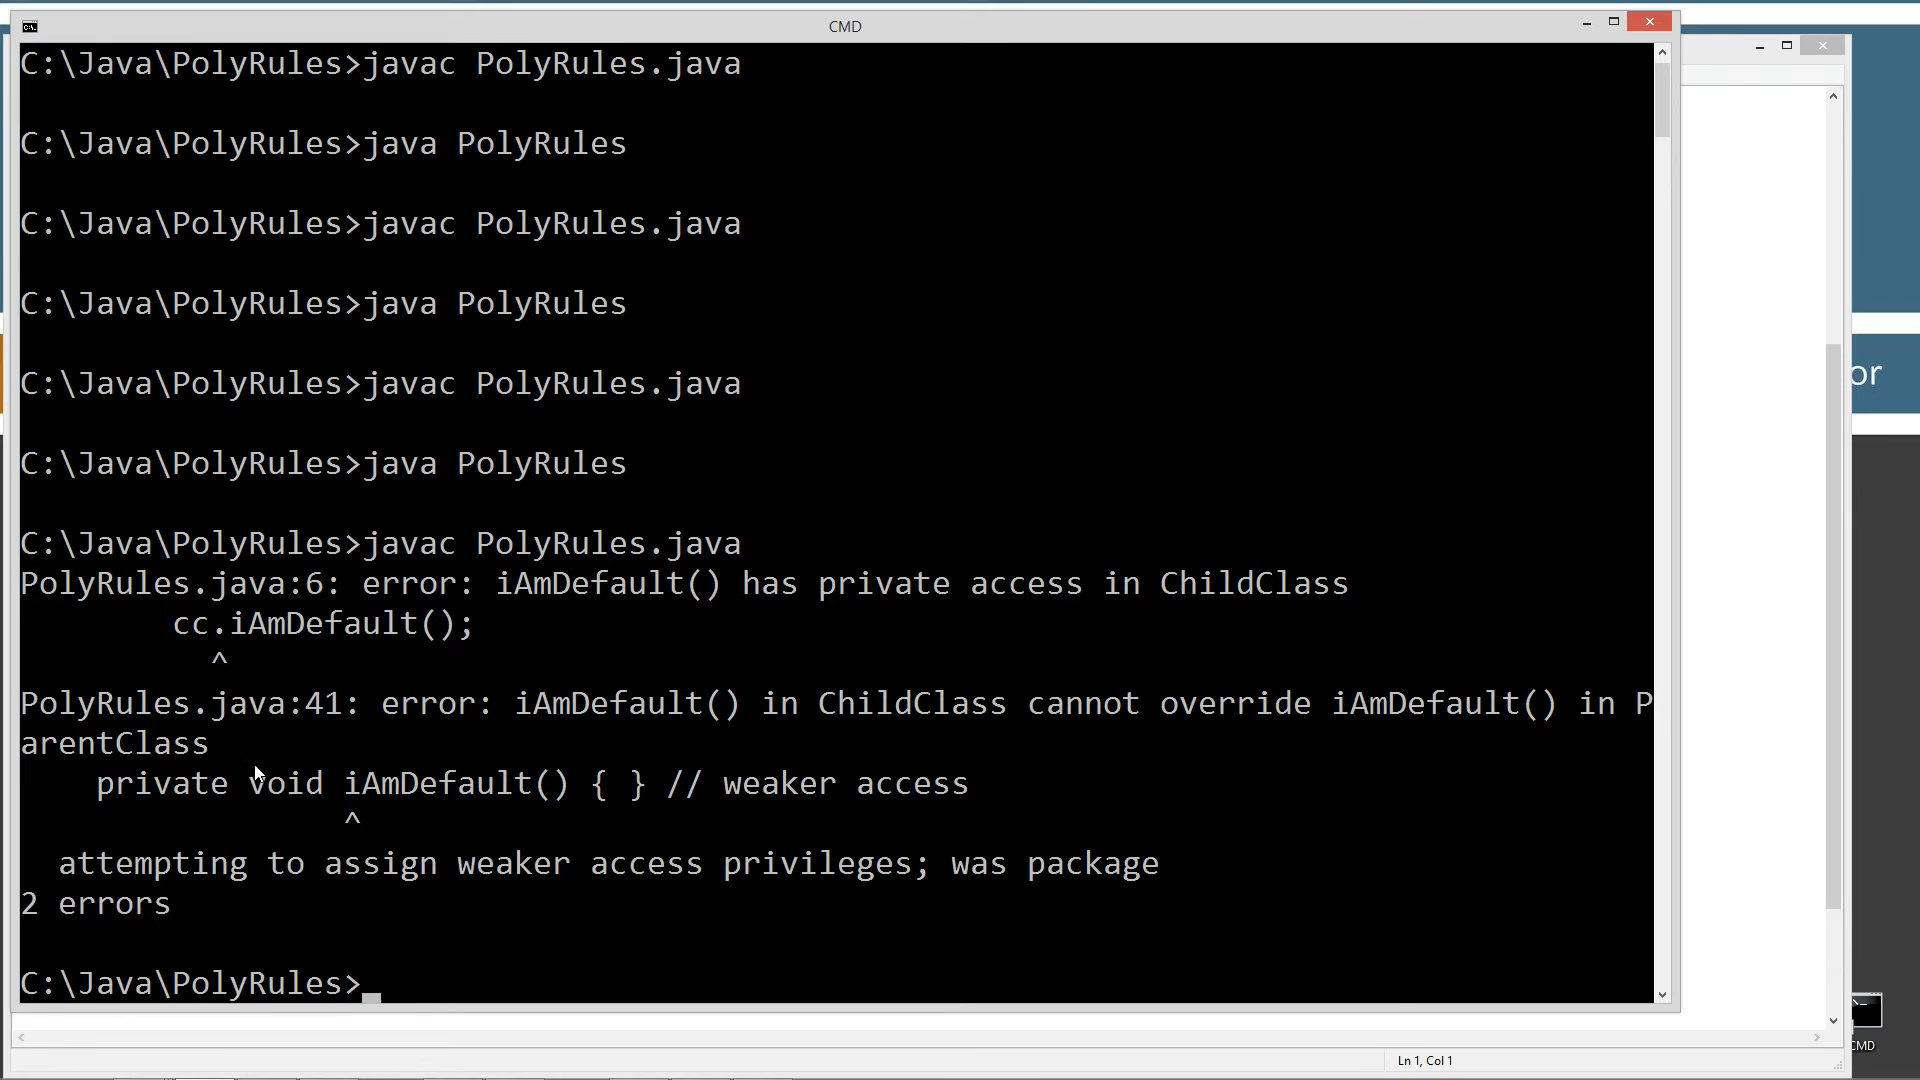 CMD
C:\Java\PolyRules>javac PolyRules.java
C:\Java\PolyRules>java PolyRules
C:\Java\PolyRules>javac PolyRules.java
C:\Java\PolyRules>java PolyRules
C:\Java\PolyRules>javac PolyRules.java
C:\Java\PolyRules>java PolyRules
C:\Java\PolyRules>javac PolyRules.java
PolyRules.java:6: error: iAmDefault() has private access in ChildClass
        cc.iAmDefault();
          ^
PolyRules.java:41: error: iAmDefault() in ChildClass cannot override iAmDefault() in P
arentClass
    private void iAmDefault() { } // weaker access
                 ^
  attempting to assign weaker access privileges; was package
2 errors
C:\Java\PolyRules>
or
CMD
Ln 1, Col 1